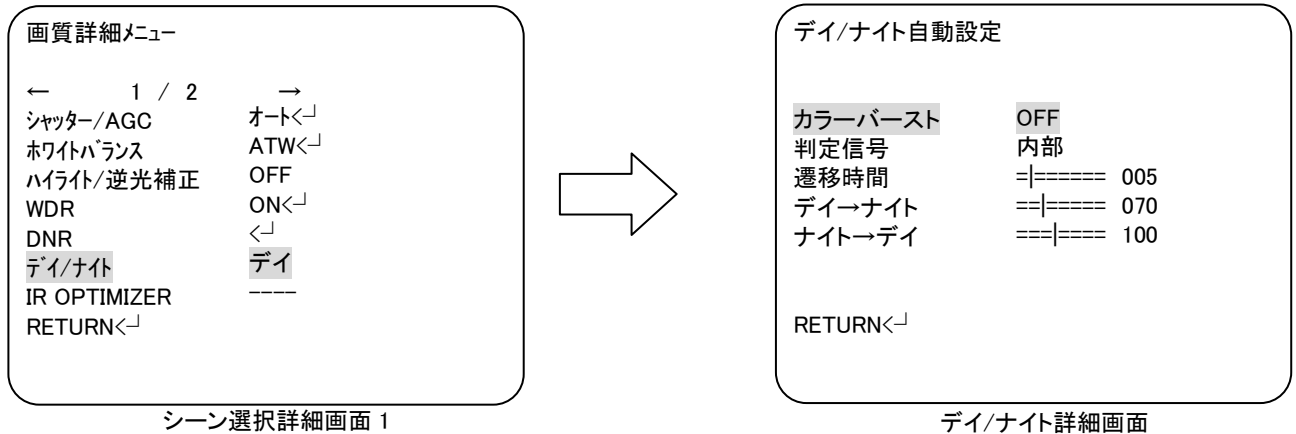 画質詳細ﾒﾆｭｰ
← 1 / 2 →
ｼｬｯﾀｰ/AGC ｵｰﾄ<┘
ﾎﾜｲﾄﾊﾞﾗﾝｽ ATW<┘
ﾊｲﾗｲﾄ/逆光補正 OFF
WDR ON<┘
DNR <┘
ﾃﾞｲ/ﾅｲﾄ デイ
IR OPTIMIZER ----
RETURN<┘
シーン選択詳細画面 1
デイ/ナイト自動設定
カラーバースト OFF
判定信号 内部
遷移時間 =|====== 005
デイ→ナイト ==|===== 070
ナイト→デイ ===|==== 100
RETURN<┘
デイ/ナイト詳細画面